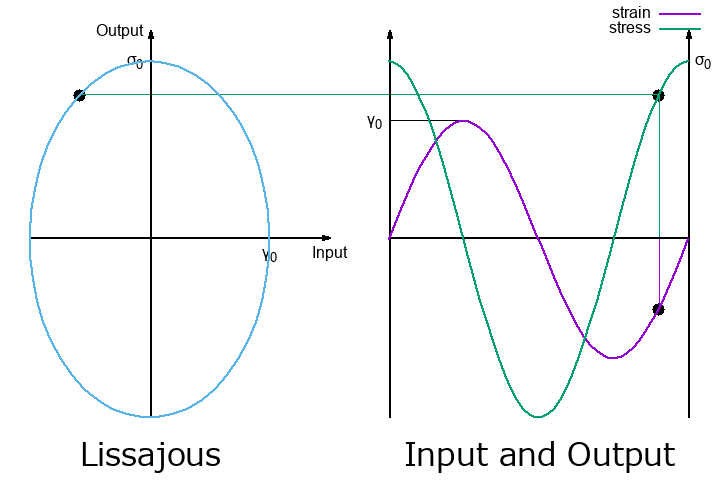 Output
σ0
γ0
Input
Lissajous
strain
stress
σ0
γ0
Input and Output